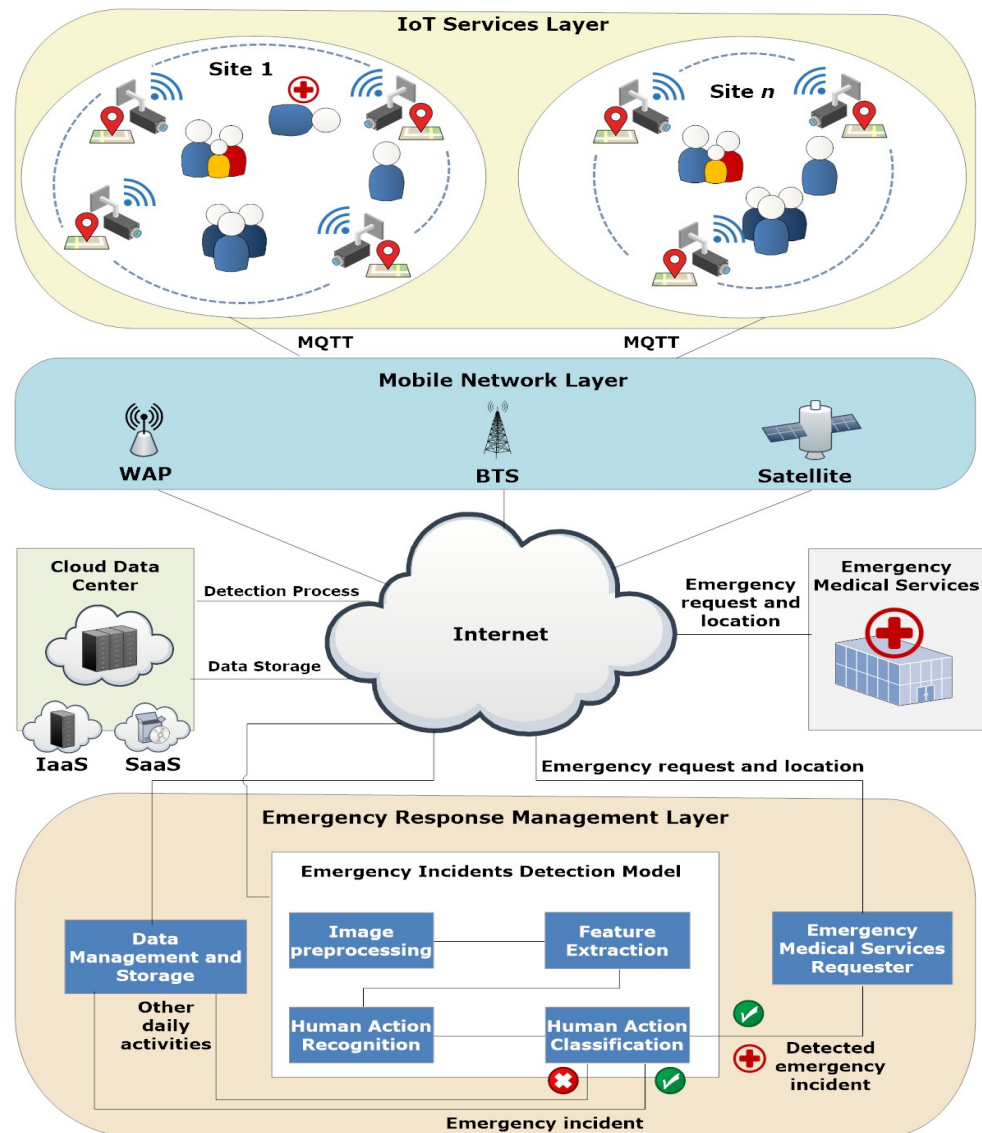 IoT Services Layer
Site 1
Site n
MQTT
MQTT
Mobile Network Layer
WAP
BTS
Satellite
Cloud Data
Center
Detection Process
Data Storage
IaaS
SaaS
Internet
Emergency
request and
location
Emergency
Medical Services
Emergency request and location
Emergency Response Management Layer
Emergency Incidents Detection Model
Image
preprocessing
Feature
Extraction
Data
Management and
Storage
Emergency
Medical Services
Requester
Other
daily
activities
Human Action
Recognition
Human Action
Classification
Detected
emergency
incident
Emergency incident